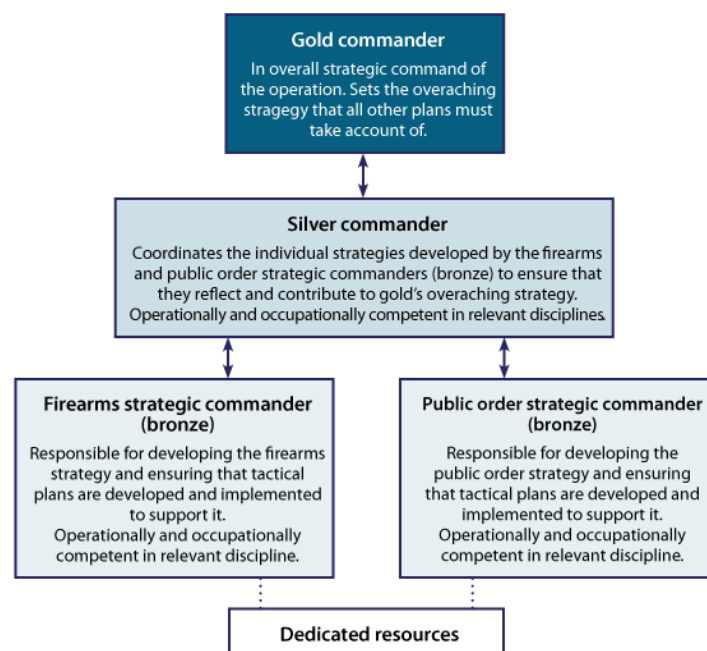 Gold commander
In overall strategic command of
the operation. Sets the overaching
stragegy that all other plans must
take account of.
Silver commander
Coordinates the individual strategies developed by the firearms
and public order strategic commanders (bronze) to ensure that
they reflect and contribute to gold's overaching strategy.
Operationally and occupationally competent in relevant disciplines.
Firearms strategic commander
(bronze)
Responsible for developing the firearms
strategy and ensuring that tactical
plans are developed and implemented
to support it.
Operationally and occupationally
competent in relevant discipline.
Public order strategic commander
(bronze)
Responsible for developing the
public order strategy and ensuring
that tactical plans are developed and
implemented to support it.
Operationally and occupationally
competent in relevant discipline.
Dedicated resources